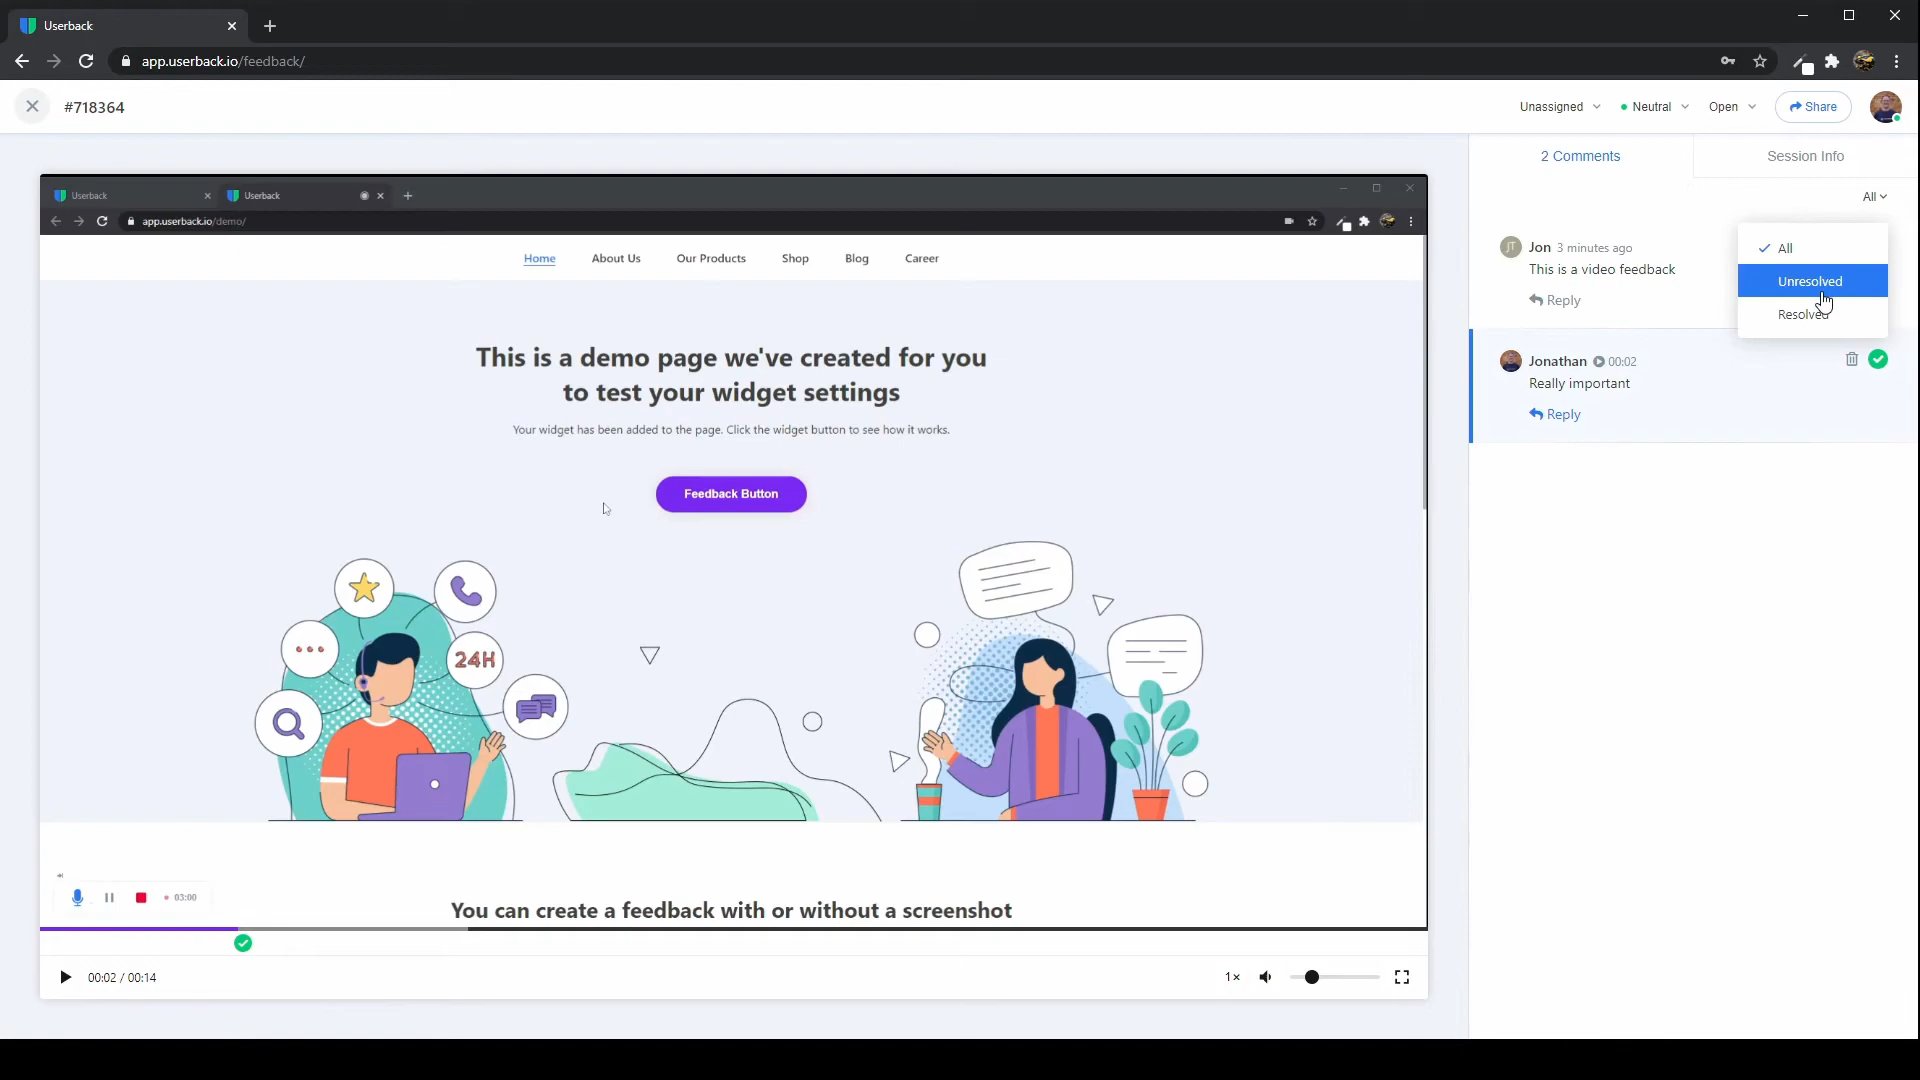 Userback
app.userback.io/feedback/
#718364
Unassigned
Neutral
Open
Share
2 Comments
Session Info
All
All
Unresolved
Resolved
JT
Jon 3 minutes ago
This is a video feedback
Reply
Jonathan 00:02
Really important
Reply
Userback
Userback
app.userback.io/demo/
Home
About Us
Our Products
Shop
Blog
Career
This is a demo page we've created for you
to test your widget settings
Your widget has been added to the page. Click the widget button to see how it works.
Feedback Button
24H
03:00
You can create a feedback with or without a screenshot
00:02 / 00:14
1×